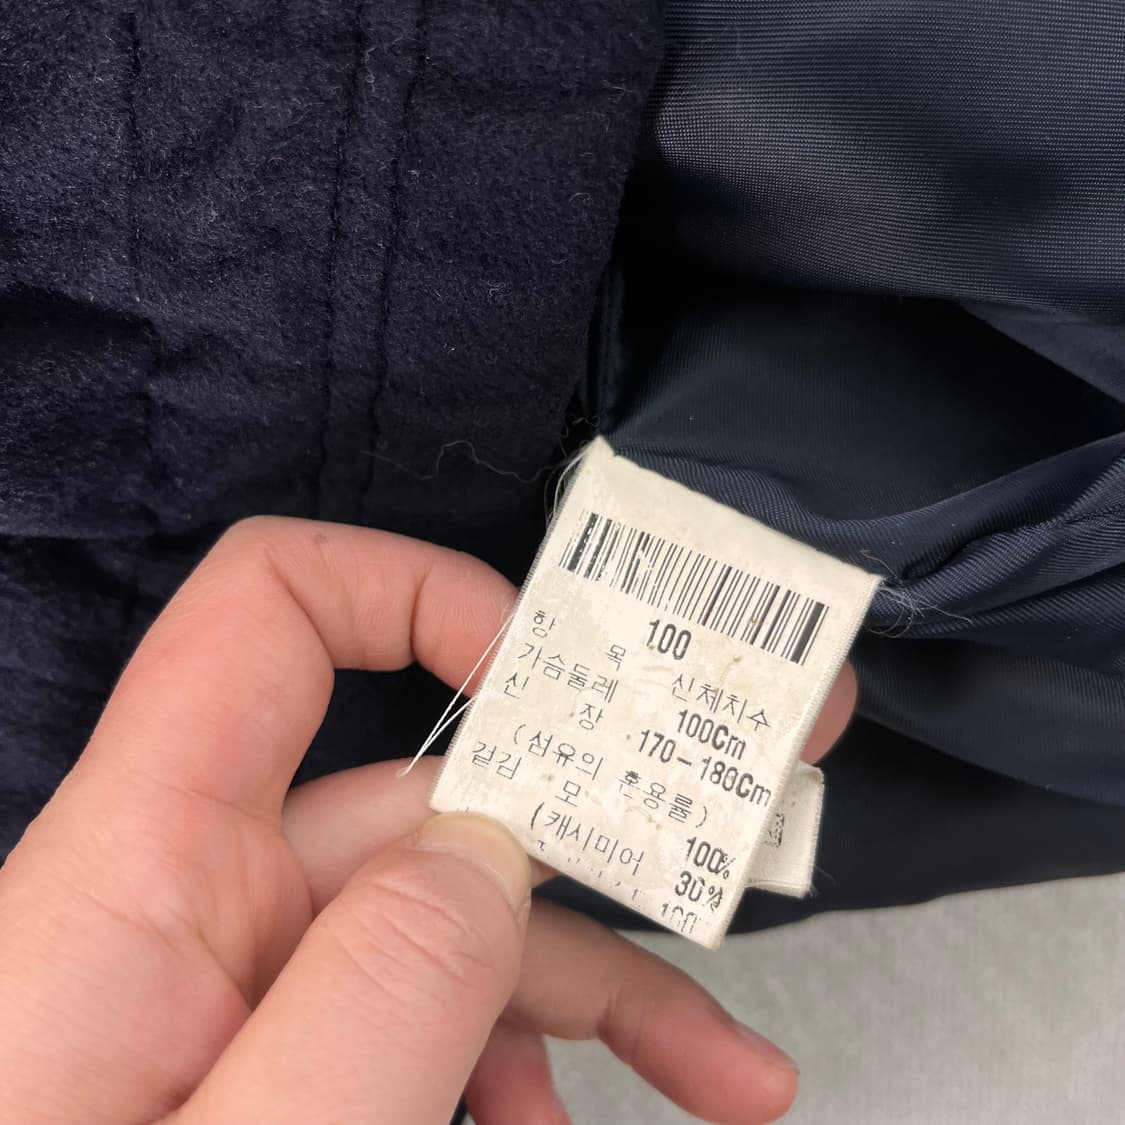 100
항 목 신체치수
가슴둘레 100Cm
신 장 170-180Cm
(섬유의 혼용률)
겉감 모 100%
(캐시미어 30%
100